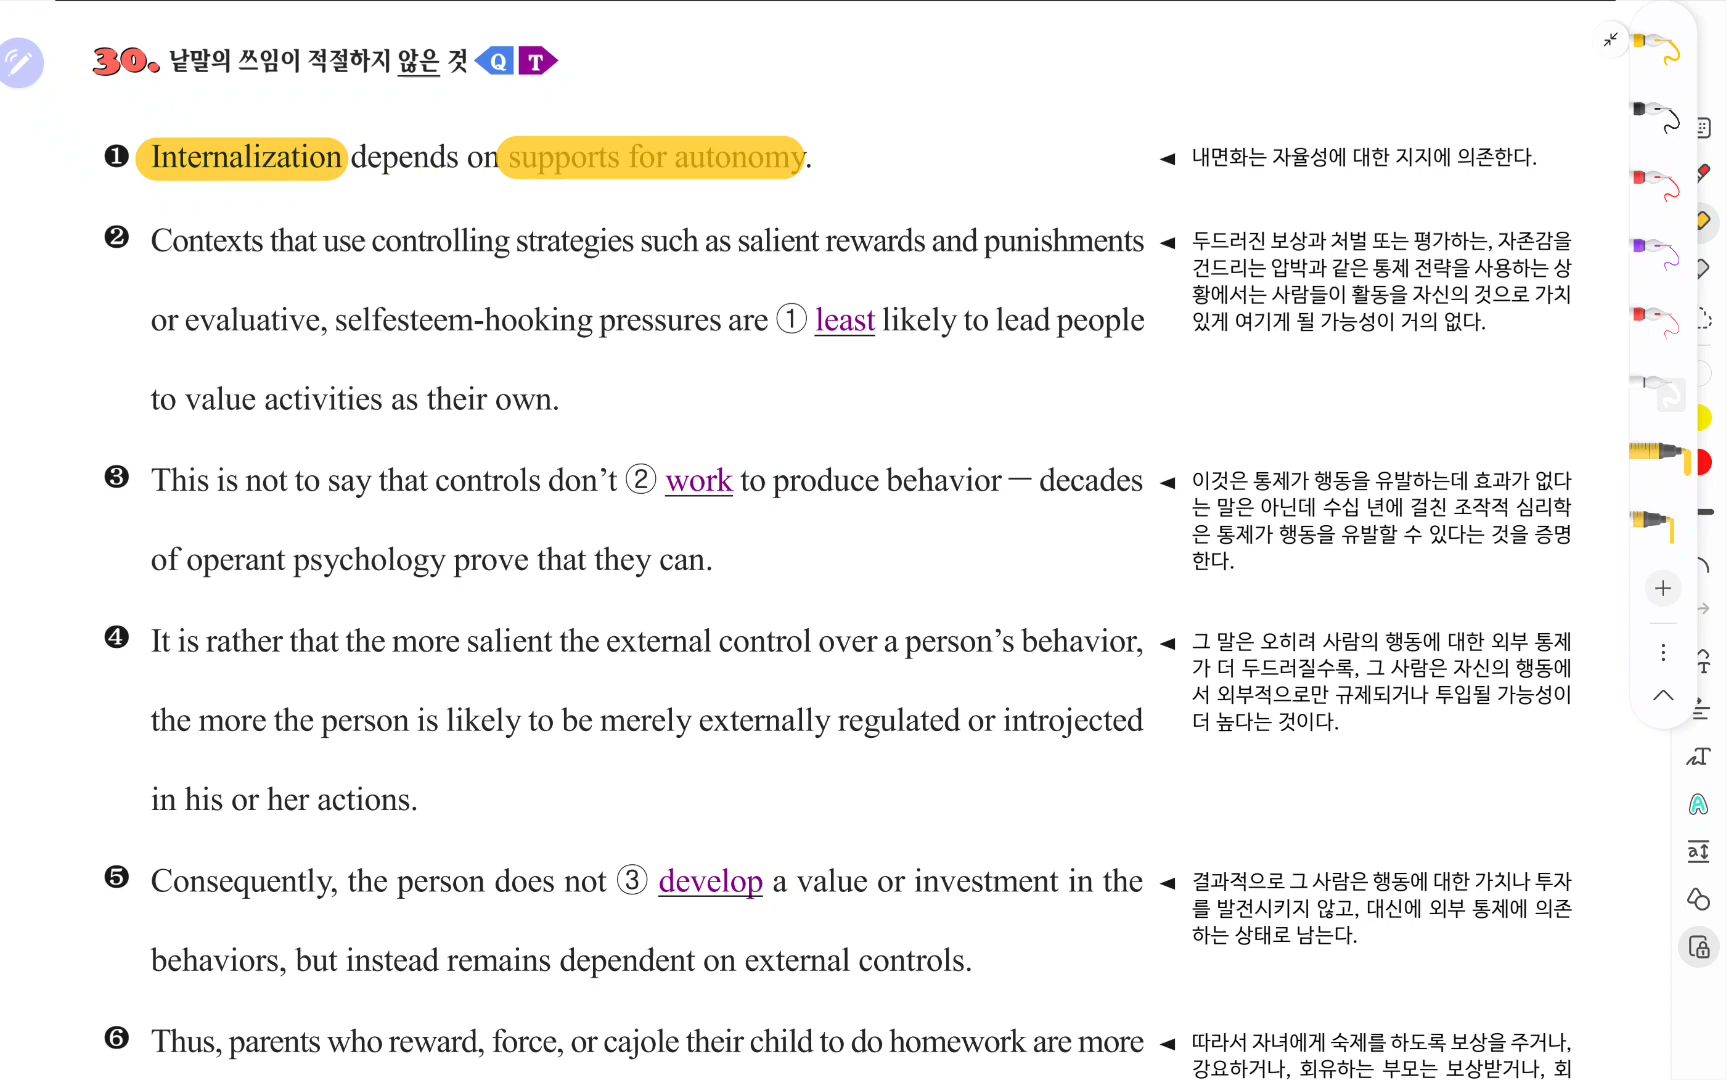 30. 낱말의 쓰임이 적절하지 않은 것 Q T
❶ Internalization depends on supports for autonomy.
◄ 내면화는 자율성에 대한 지지에 의존한다.
❷ Contexts that use controlling strategies such as salient rewards and punishments
or evaluative, selfesteem-hooking pressures are ① least likely to lead people
to value activities as their own.
◄ 두드러진 보상과 처벌 또는 평가하는, 자존감을
건드리는 압박과 같은 통제 전략을 사용하는 상
황에서는 사람들이 활동을 자신의 것으로 가치
있게 여기게 될 가능성이 거의 없다.
❸ This is not to say that controls don’t ② work to produce behavior — decades
of operant psychology prove that they can.
◄ 이것은 통제가 행동을 유발하는데 효과가 없다
는 말은 아닌데 수십 년에 걸친 조작적 심리학
은 통제가 행동을 유발할 수 있다는 것을 증명
한다.
❹ It is rather that the more salient the external control over a person’s behavior,
the more the person is likely to be merely externally regulated or introjected
in his or her actions.
◄ 그 말은 오히려 사람의 행동에 대한 외부 통제
가 더 두드러질수록, 그 사람은 자신의 행동에
서 외부적으로만 규제되거나 투입될 가능성이
더 높다는 것이다.
❺ Consequently, the person does not ③ develop a value or investment in the
behaviors, but instead remains dependent on external controls.
◄ 결과적으로 그 사람은 행동에 대한 가치나 투자
를 발전시키지 않고, 대신에 외부 통제에 의존
하는 상태로 남는다.
❻ Thus, parents who reward, force, or cajole their child to do homework are more
◄ 따라서 자녀에게 숙제를 하도록 보상을 주거나,
강요하거나, 회유하는 부모는 보상받거나, 회